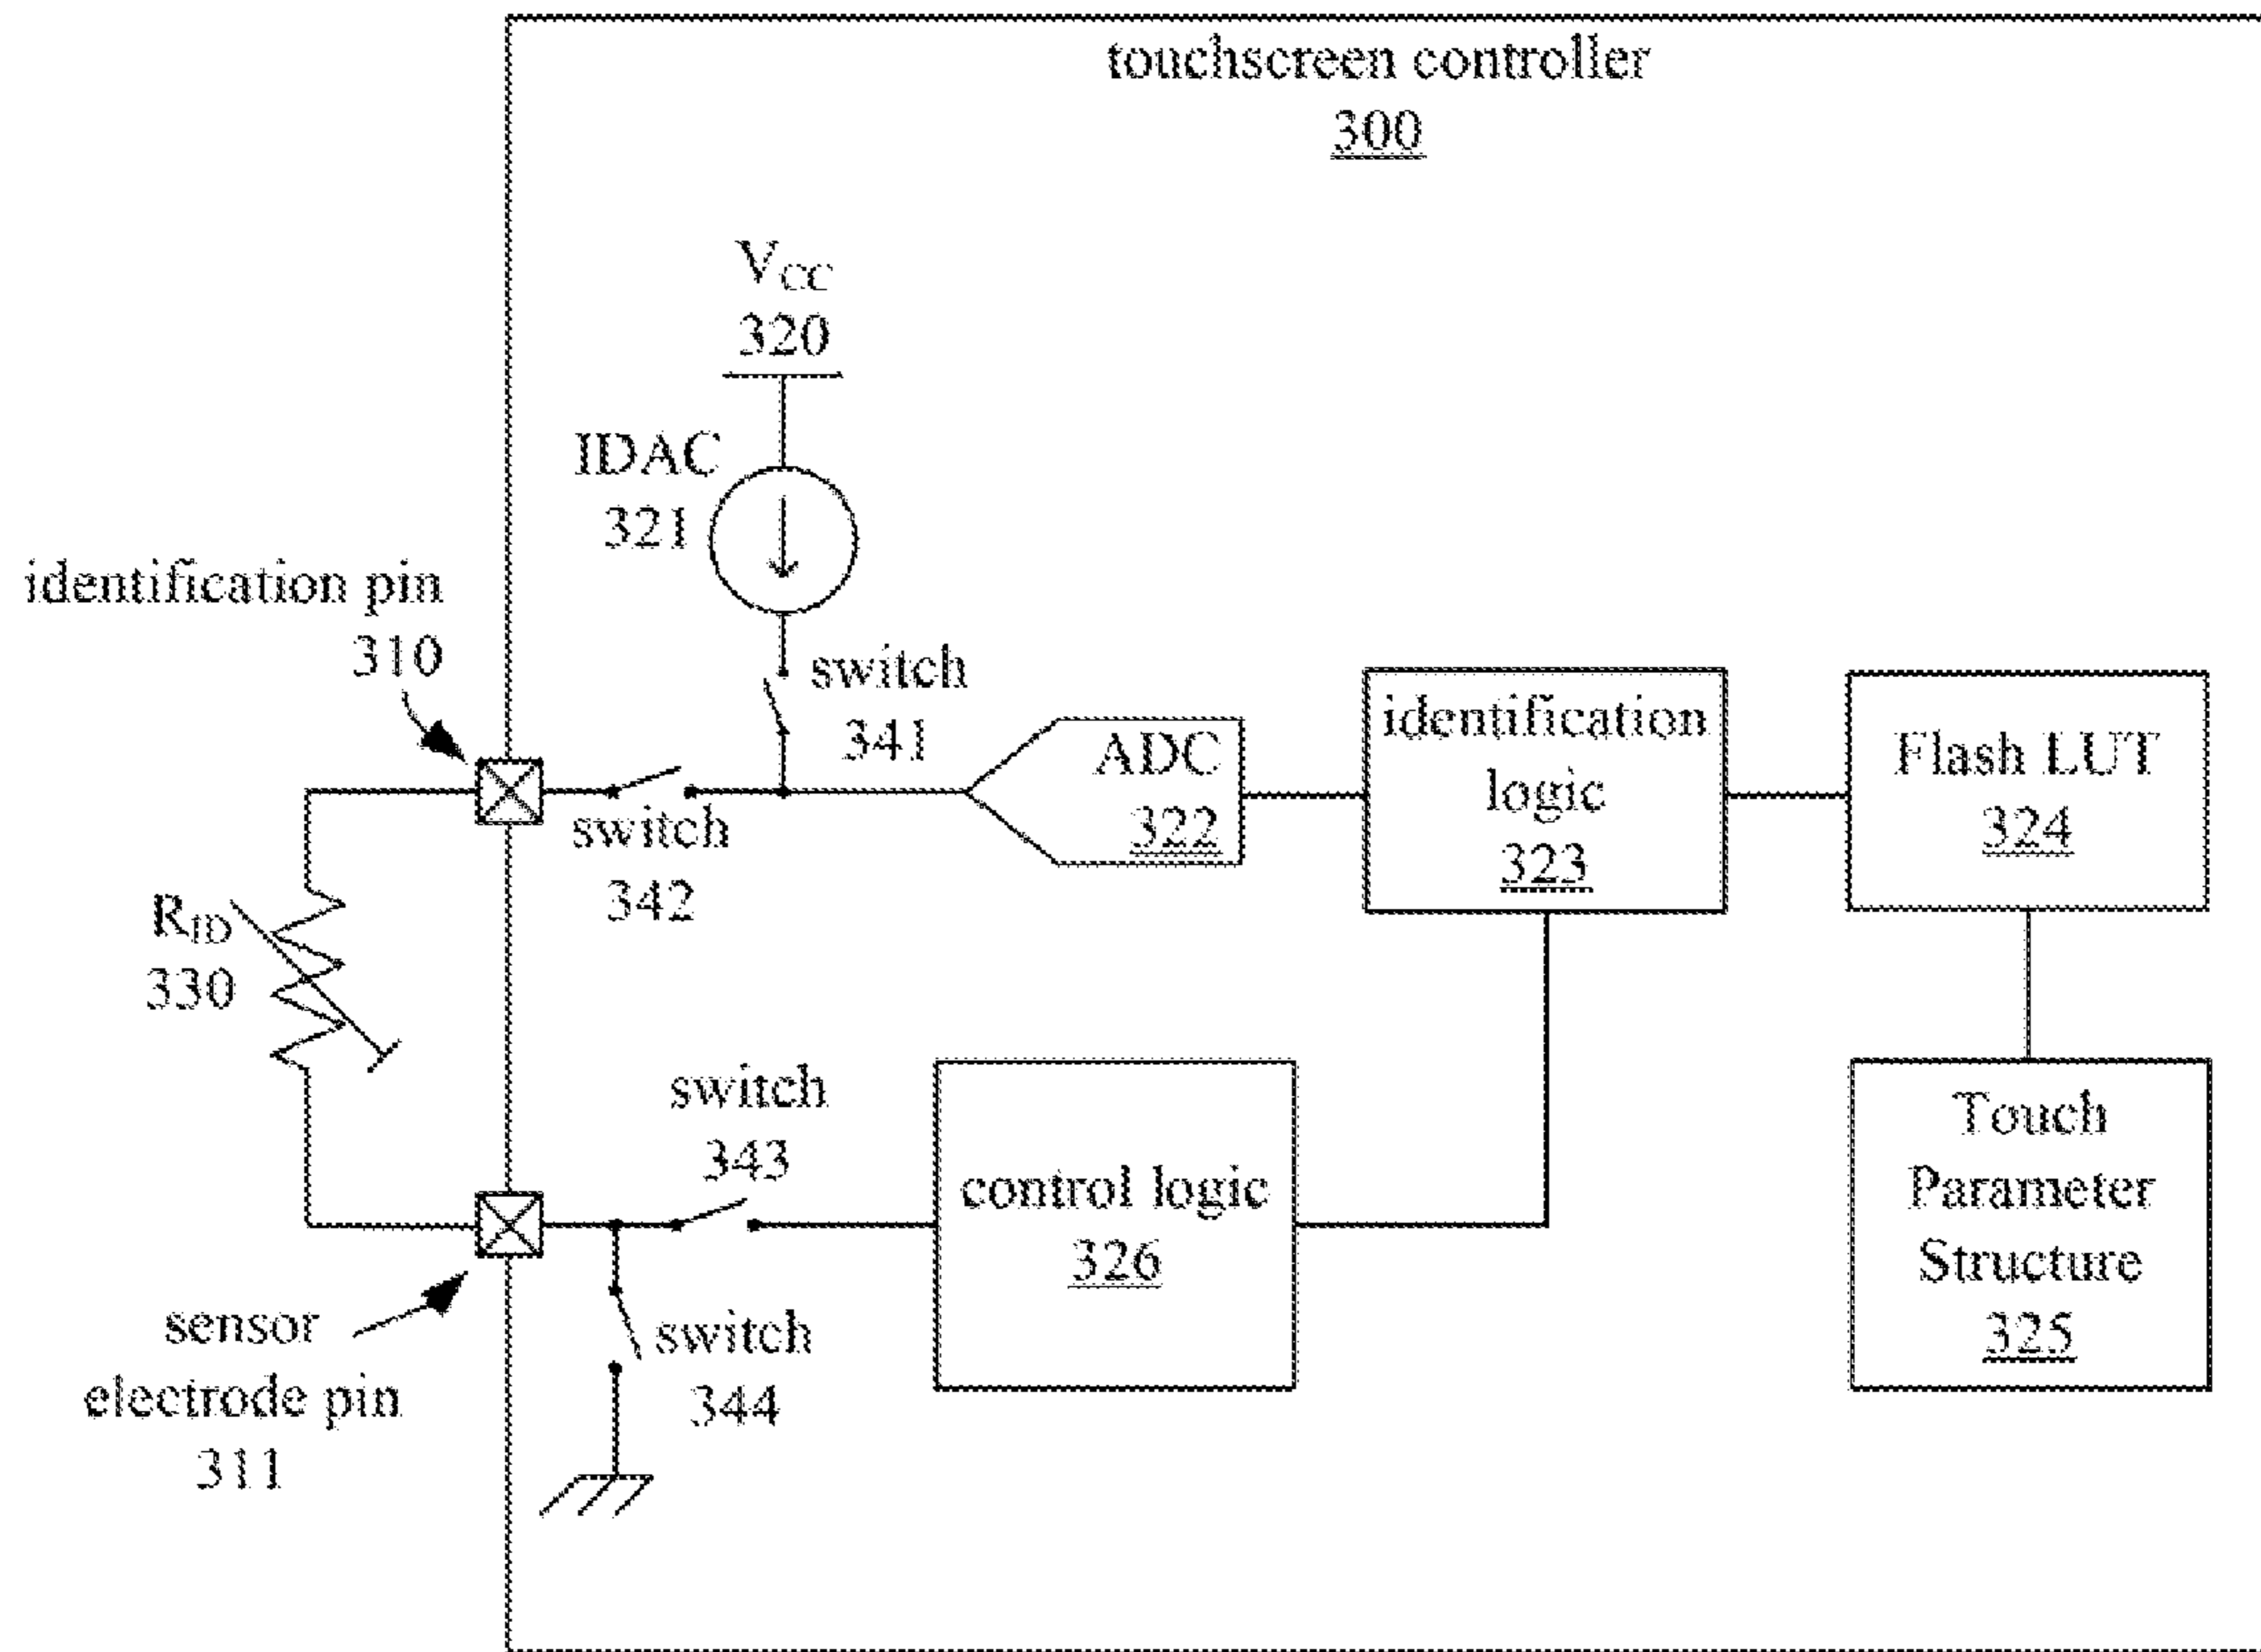 touchscreen controller
300
VCC
320
IDAC
321
identification pin
310
switch
341
switch
342
ADC
322
identification
logic
323
Flash LUT
324
RID
330
switch
343
control logic
326
Touch
Parameter
Structure
325
sensor
electrode pin
311
switch
344